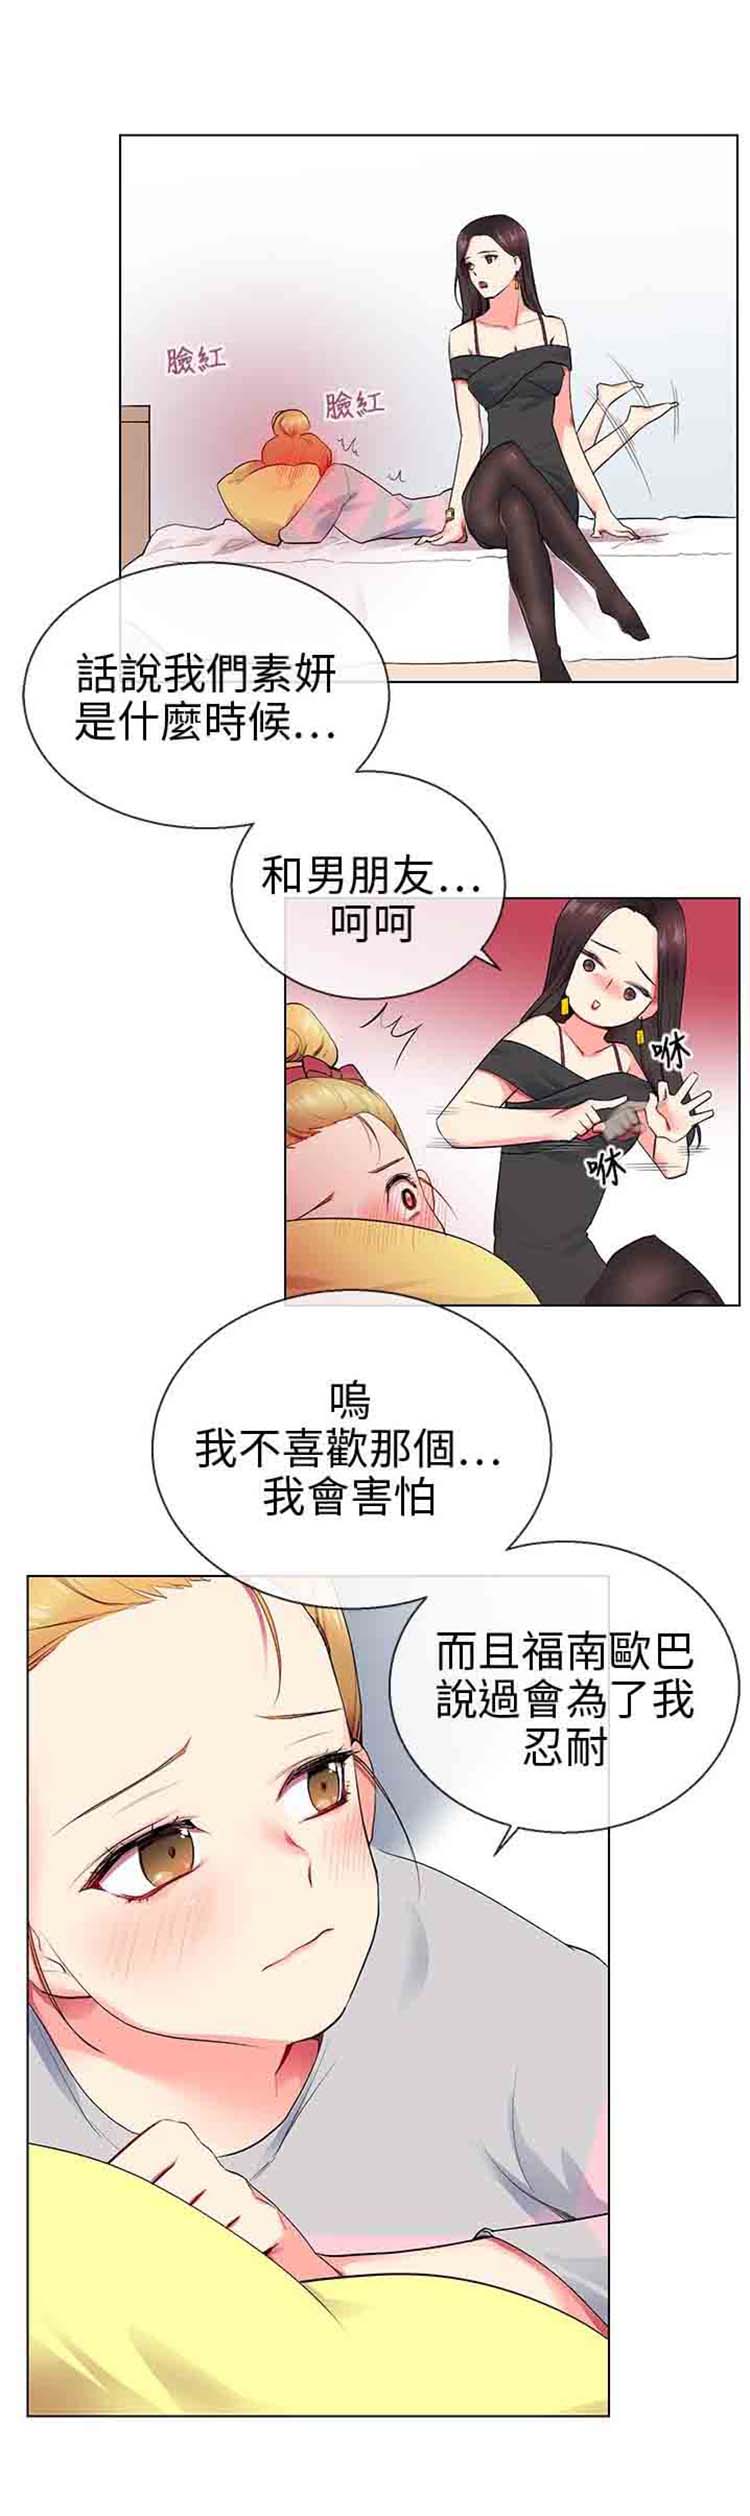 臉紅
臉紅
話說我們素妍
是什麼時候...
和男朋友...
呵呵
咻
咻
嗚
我不喜歡那個...
我會害怕
而且福南歐巴
說過會為了我
忍耐